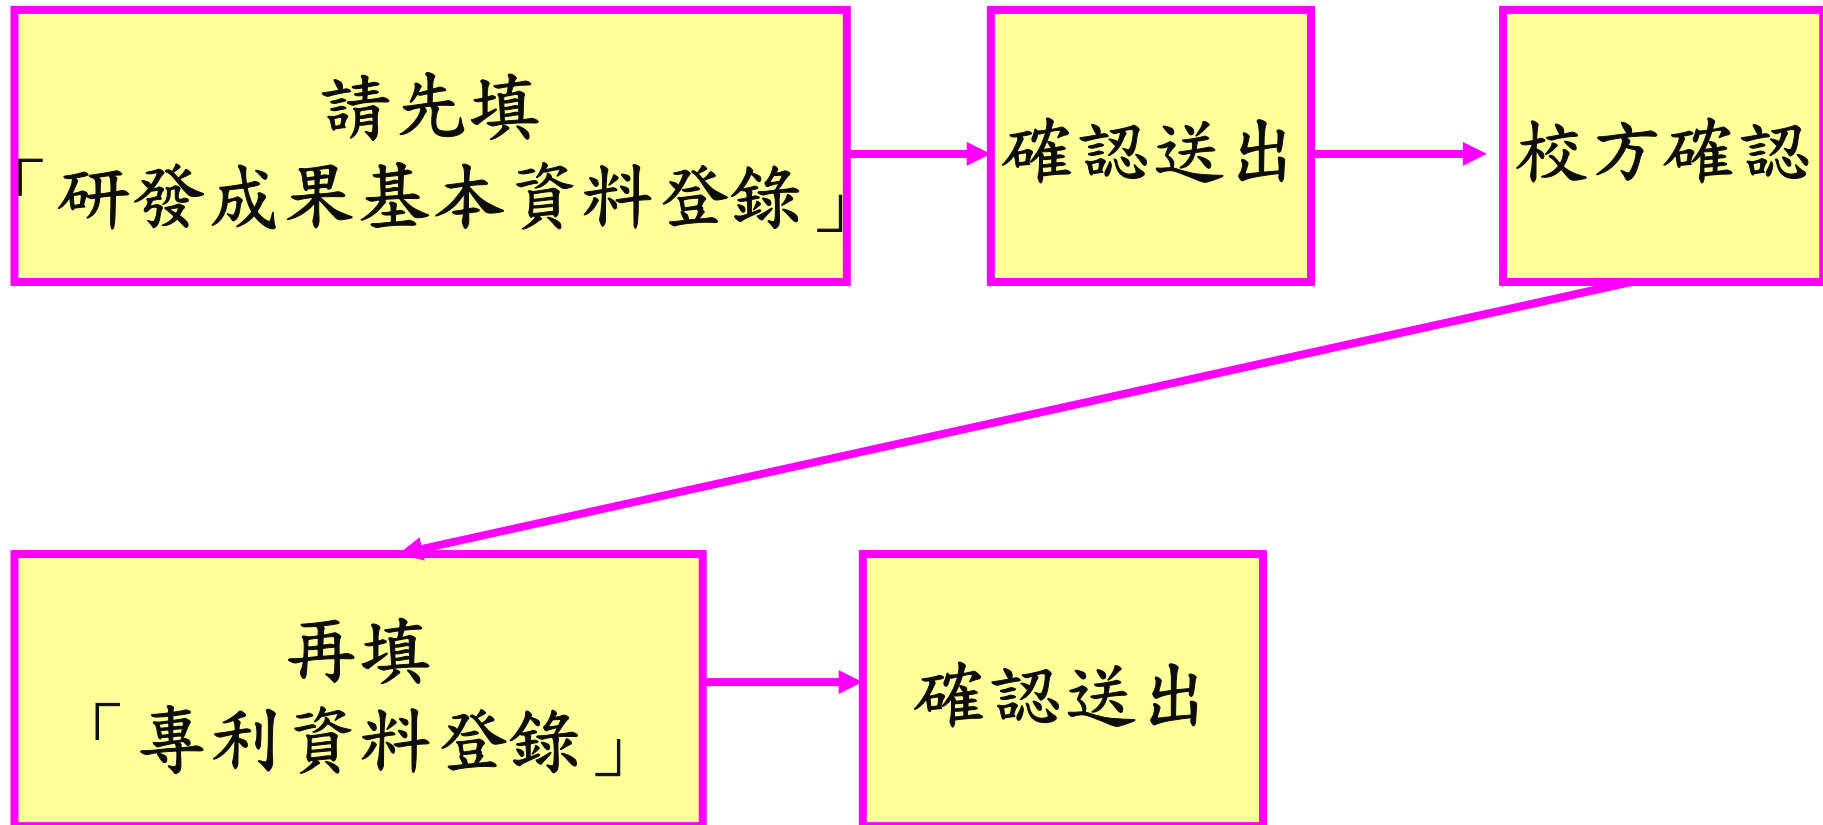 請先填
「研發成果基本資料登錄」
確認送出
校方確認
再填
「專利資料登錄」
確認送出